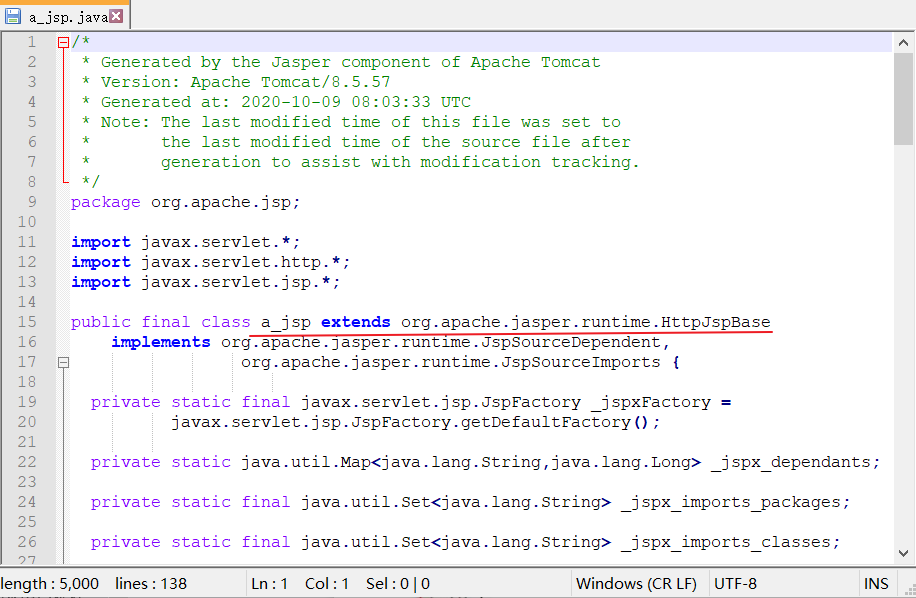 a_jsp.java
1 /*
2 * Generated by the Jasper component of Apache Tomcat
3 * Version: Apache Tomcat/8.5.57
4 * Generated at: 2020-10-09 08:03:33 UTC
5 * Note: The last modified time of this file was set to
6 * the last modified time of the source file after
7 * generation to assist with modification tracking.
8 */
9 package org.apache.jsp;
10
11 import javax.servlet.*;
12 import javax.servlet.http.*;
13 import javax.servlet.jsp.*;
14
15 public final class a_jsp extends org.apache.jasper.runtime.HttpJspBase
16 implements org.apache.jasper.runtime.JspSourceDependent,
17 org.apache.jasper.runtime.JspSourceImports {
18
19 private static final javax.servlet.jsp.JspFactory _jspxFactory =
20 javax.servlet.jsp.JspFactory.getDefaultFactory();
21
22 private static java.util.Map<java.lang.String,java.lang.Long> _jspx_dependants;
23
24 private static final java.util.Set<java.lang.String> _jspx_imports_packages;
25
26 private static final java.util.Set<java.lang.String> _jspx_imports_classes;
27
length : 5,000 lines : 138 Ln : 1 Col : 1 Sel : 0 | 0 Windows (CR LF) UTF-8 INS